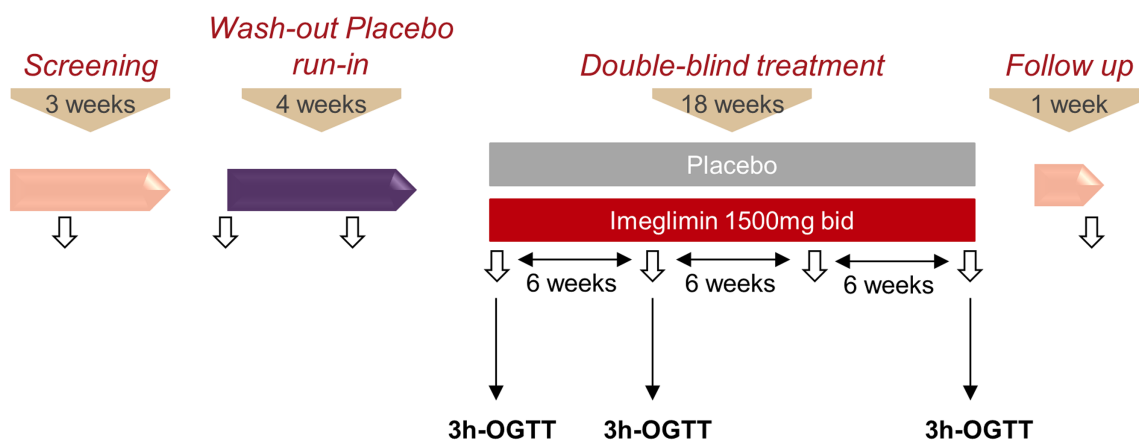 Screening
Wash-out Placebo
run-in
Double-blind treatment
Follow up
3 weeks
4 weeks
18 weeks
1 week
Placebo
Imeglimin 1500mg bid
6 weeks
6 weeks
6 weeks
3h-OGTT
3h-OGTT
3h-OGTT